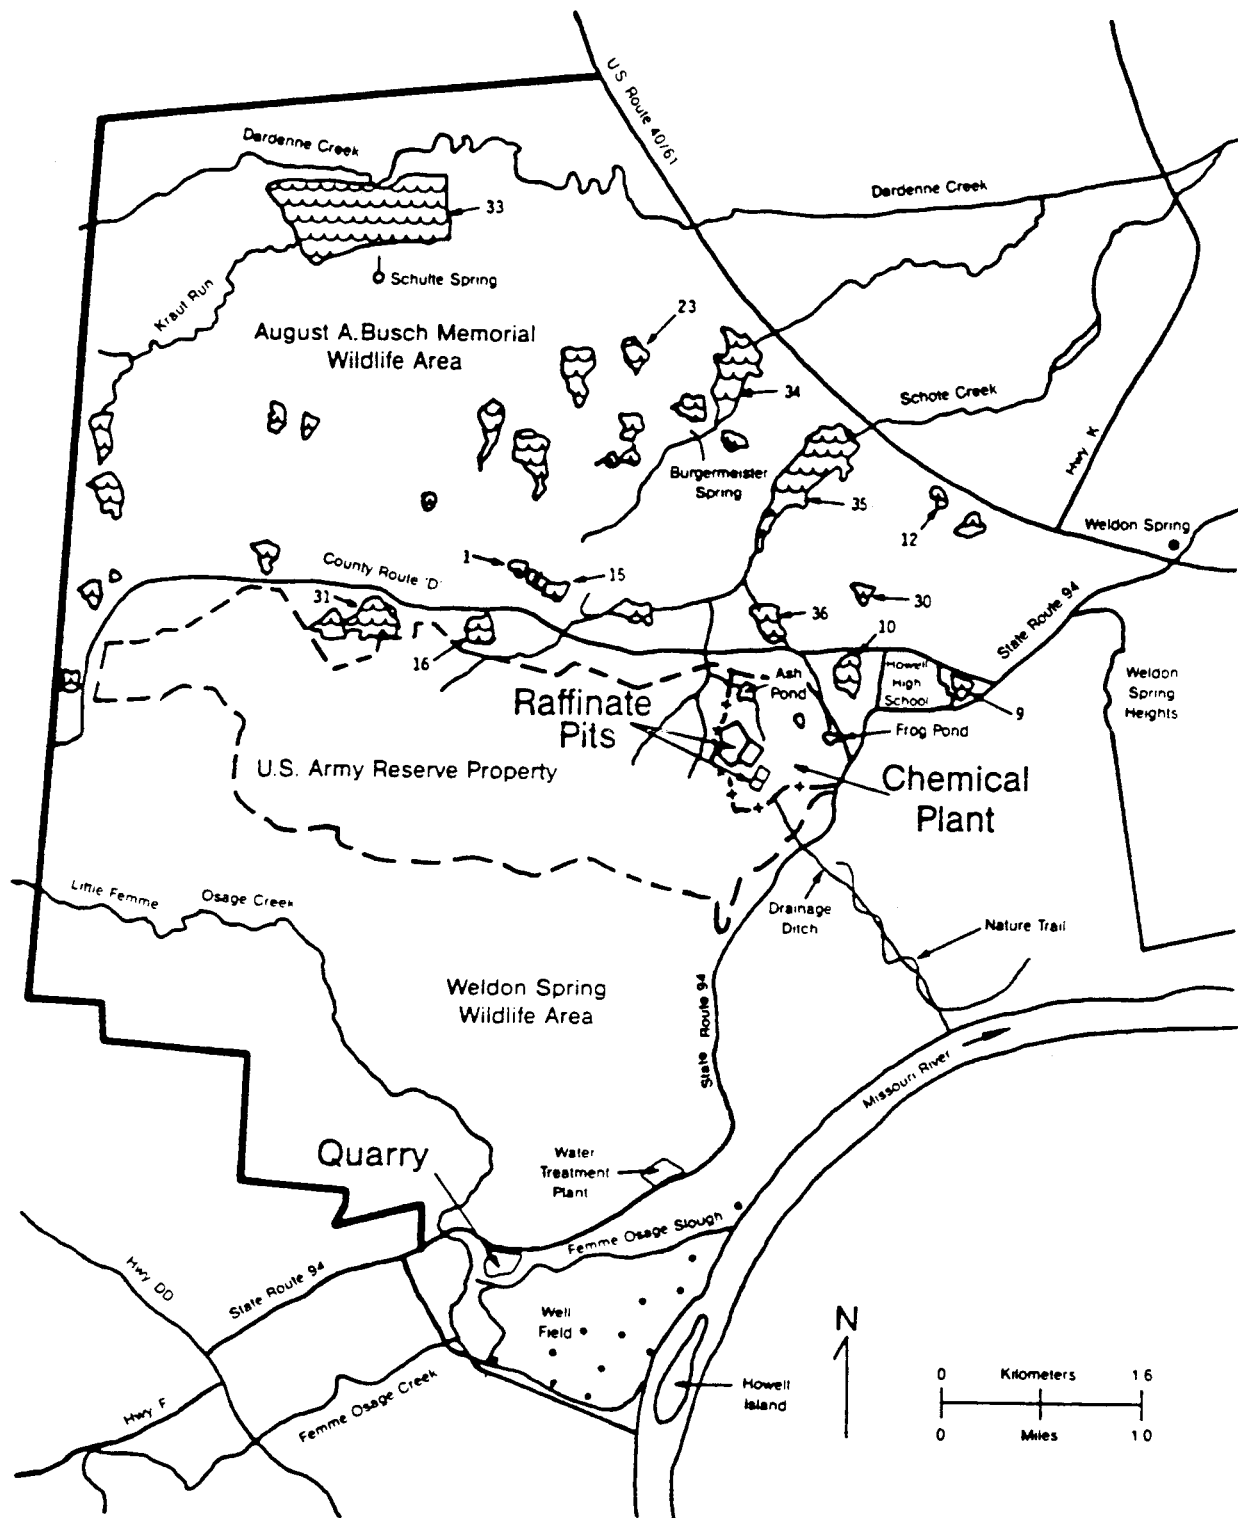 U.S. Route 40/61
Dardenne Creek
Dardenne Creek
33
Schutte Spring
Kraut Run
August A. Busch Memorial
Wildlife Area
23
34
Schote Creek
Hwy K
Burgermeister
Spring
35
12
Weldon Spring
County Route 'D'
1
15
31
30
36
State Route 94
16
10
Howell
High
School
Ash
Pond
Weldon
Spring
Heights
9
Raffinate
Pits
Frog Pond
U.S. Army Reserve Property
Chemical
Plant
Little Femme Osage Creek
Drainage
Ditch
Nature Trail
Weldon Spring
Wildlife Area
State Route 94
Missouri River
Quarry
Water
Treatment
Plant
Femme Osage Slough
Hwy DD
State Route 94
Well
Field
N
Howell
Island
0 Kilometers 1 6
0 Miles 1 0
Hwy F
Femme Osage Creek